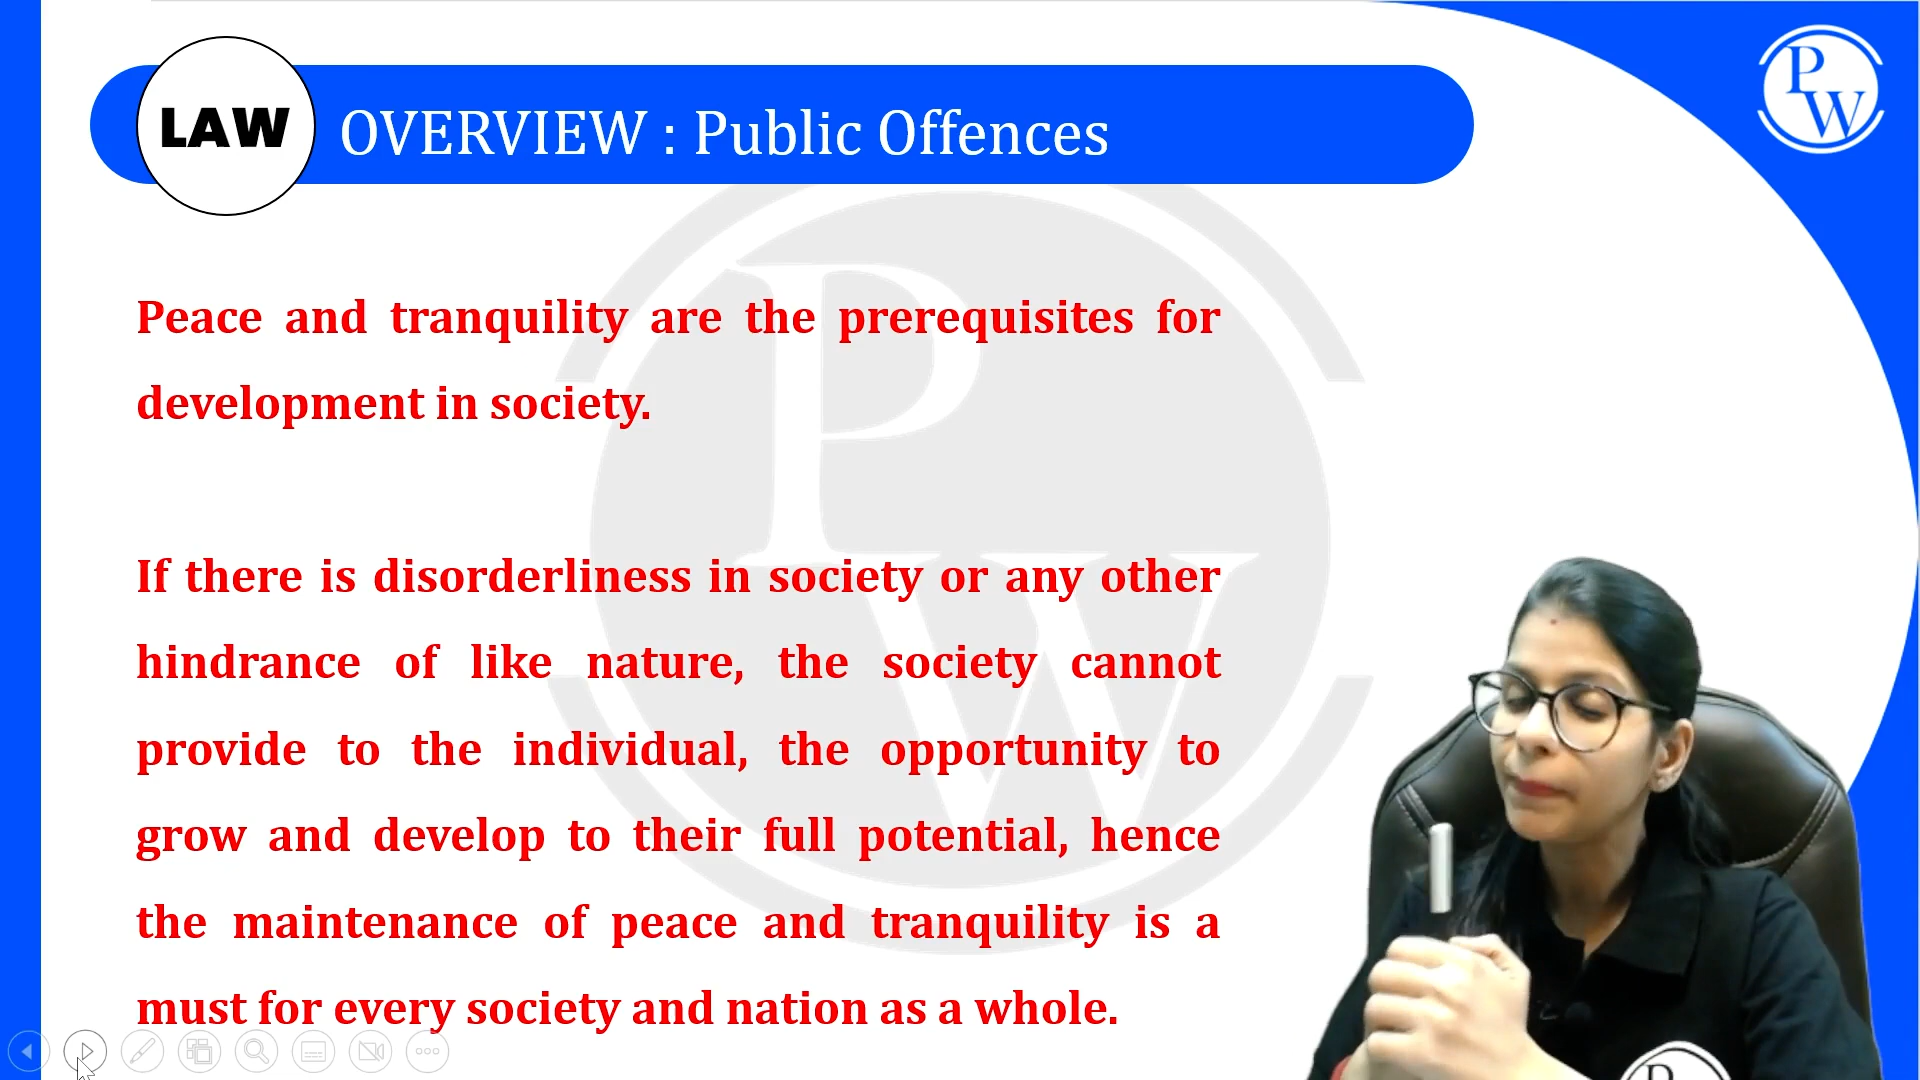 LAW
OVERVIEW : Public Offences
PW
Peace and tranquility are the prerequisites for
development in society.
If there is disorderliness in society or any other
hindrance of like nature, the society cannot
provide to the individual, the opportunity to
grow and develop to their full potential, hence
the maintenance of peace and tranquility is a
must for every society and nation as a whole.
PW
P